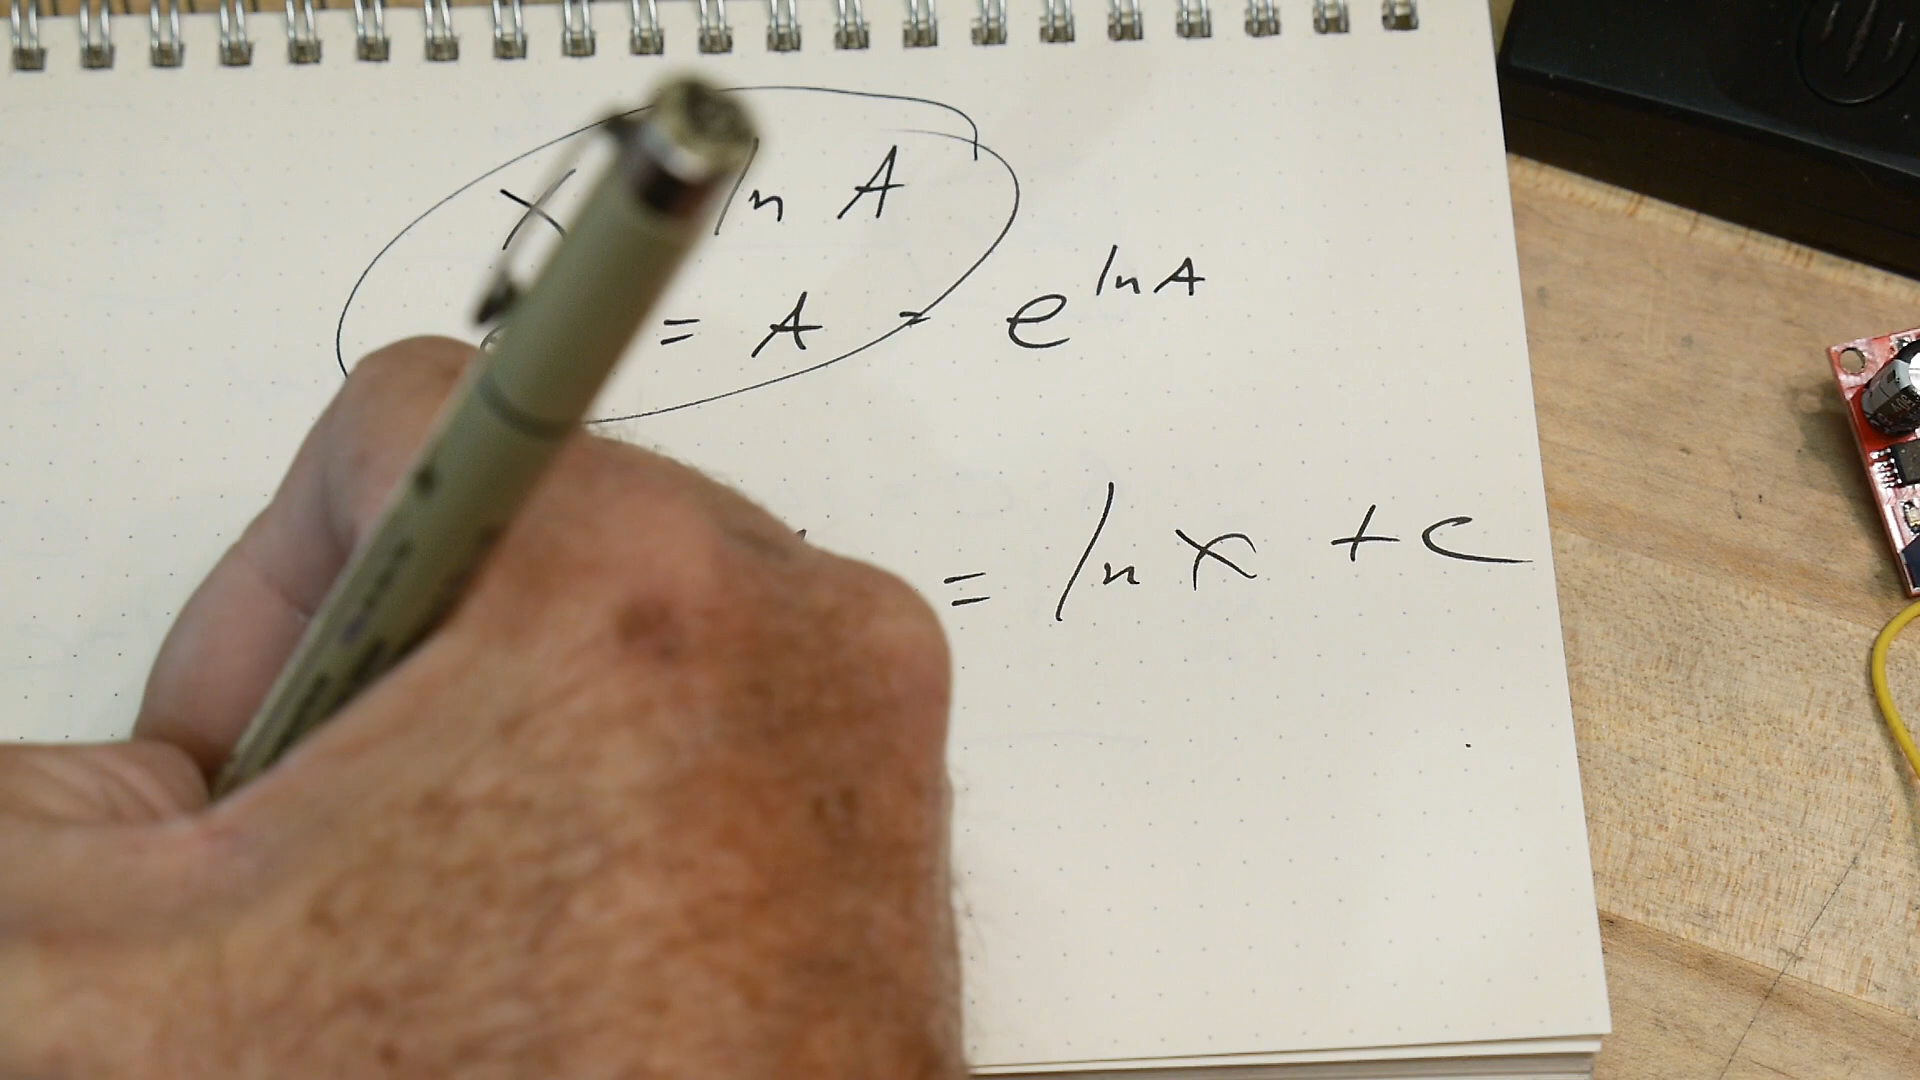 x ln A
= A = e^ln A
= ln x + c